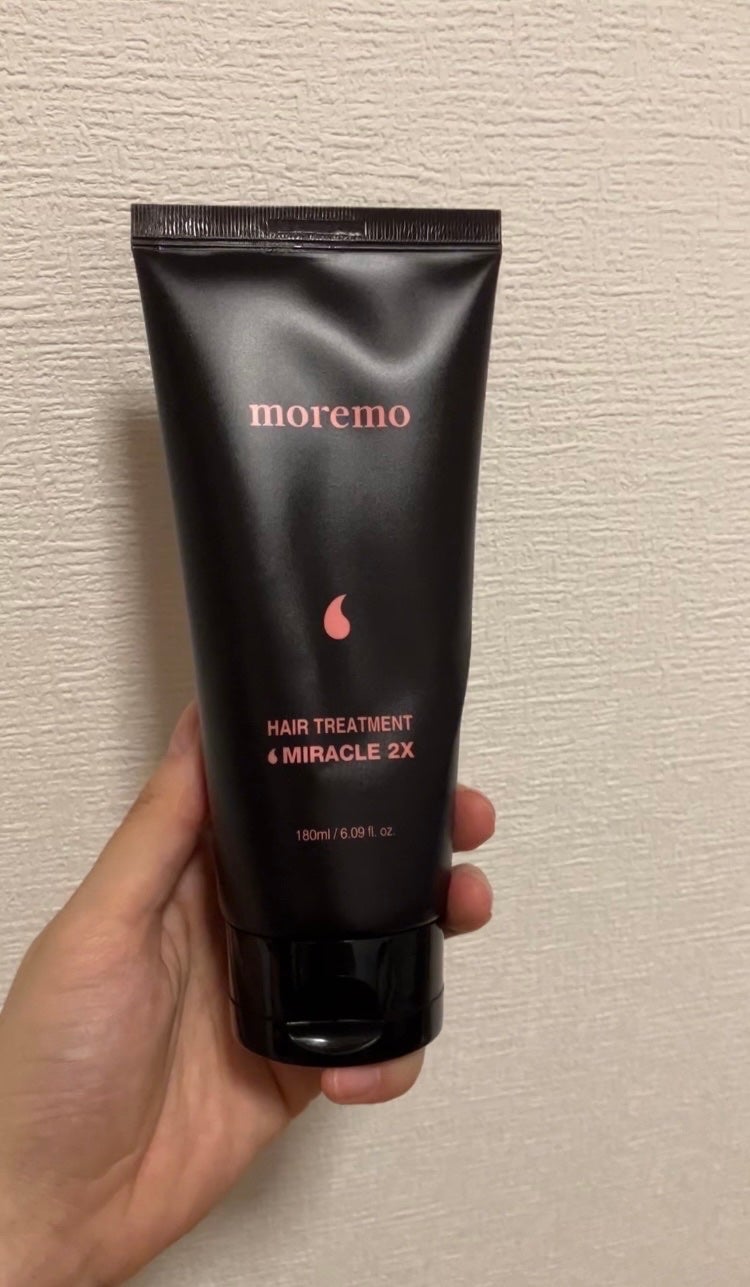 moremo
HAIR TREATMENT
MIRACLE 2X
180ml / 6.09 fl. oz.